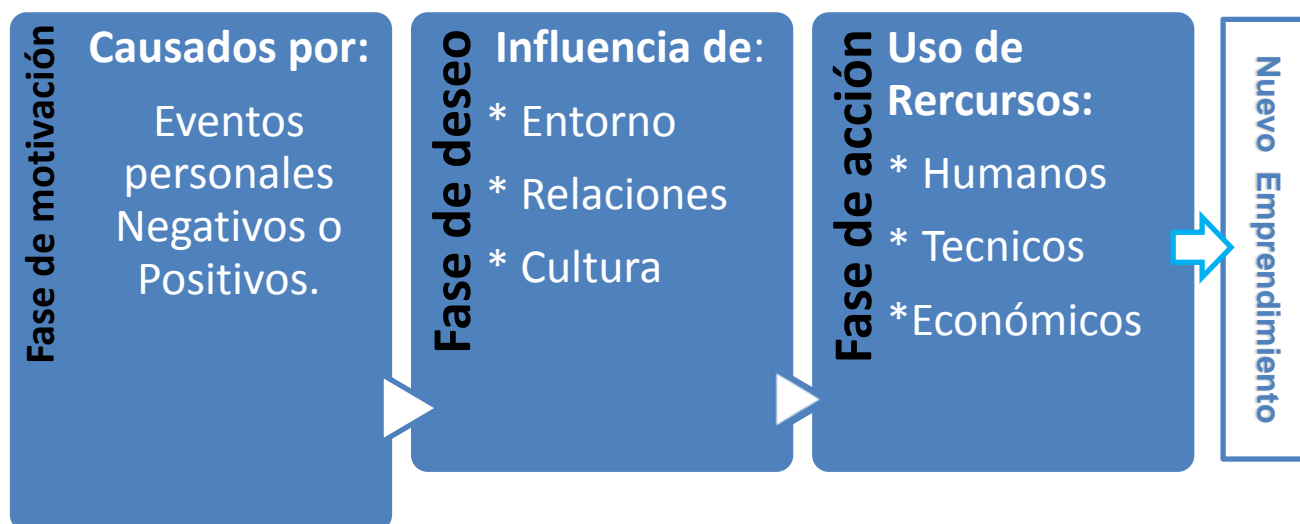 Fase de motivación
Causados por:
Eventos
personales
Negativos o
Positivos.
Fase de deseo
Influencia de:
* Entorno
* Relaciones
* Cultura
Fase de acción
Uso de
Rercursos:
* Humanos
* Tecnicos
*Económicos
Nuevo Emprendimiento